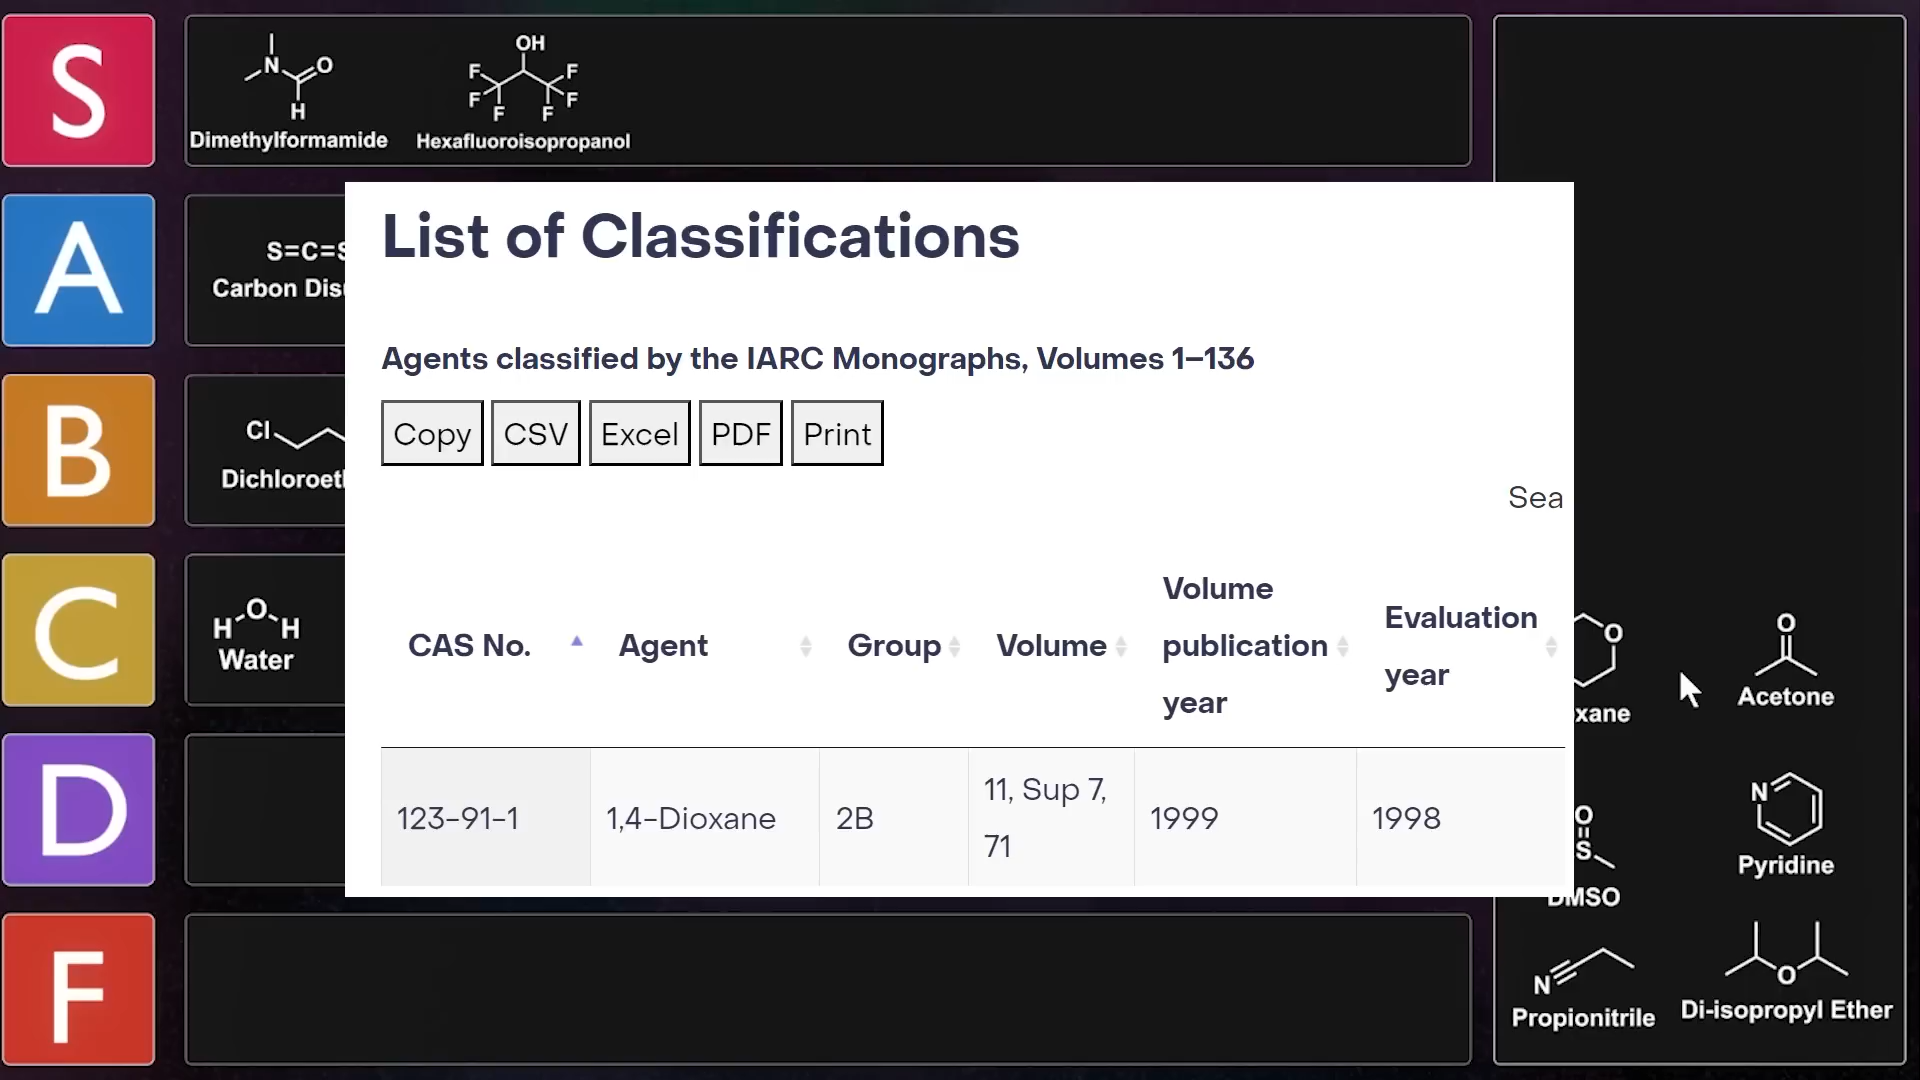 S
N
O
H
Dimethylformamide
OH
F F
F F
F F
Hexafluoroisopropanol
A
S=C=S
Carbon Dis
B
Cl
Dichloroet
C
H O H
Water
D
F
List of Classifications
Agents classified by the IARC Monographs, Volumes 1–136
Copy CSV Excel PDF Print
Sea
CAS No. Agent Group Volume Volume publication year Evaluation year
123-91-1 1,4-Dioxane 2B 11, Sup 7, 71 1999 1998
O
xane
O
Acetone
O
S
DMSO
N
Pyridine
N
Propionitrile
O
Di-isopropyl Ether